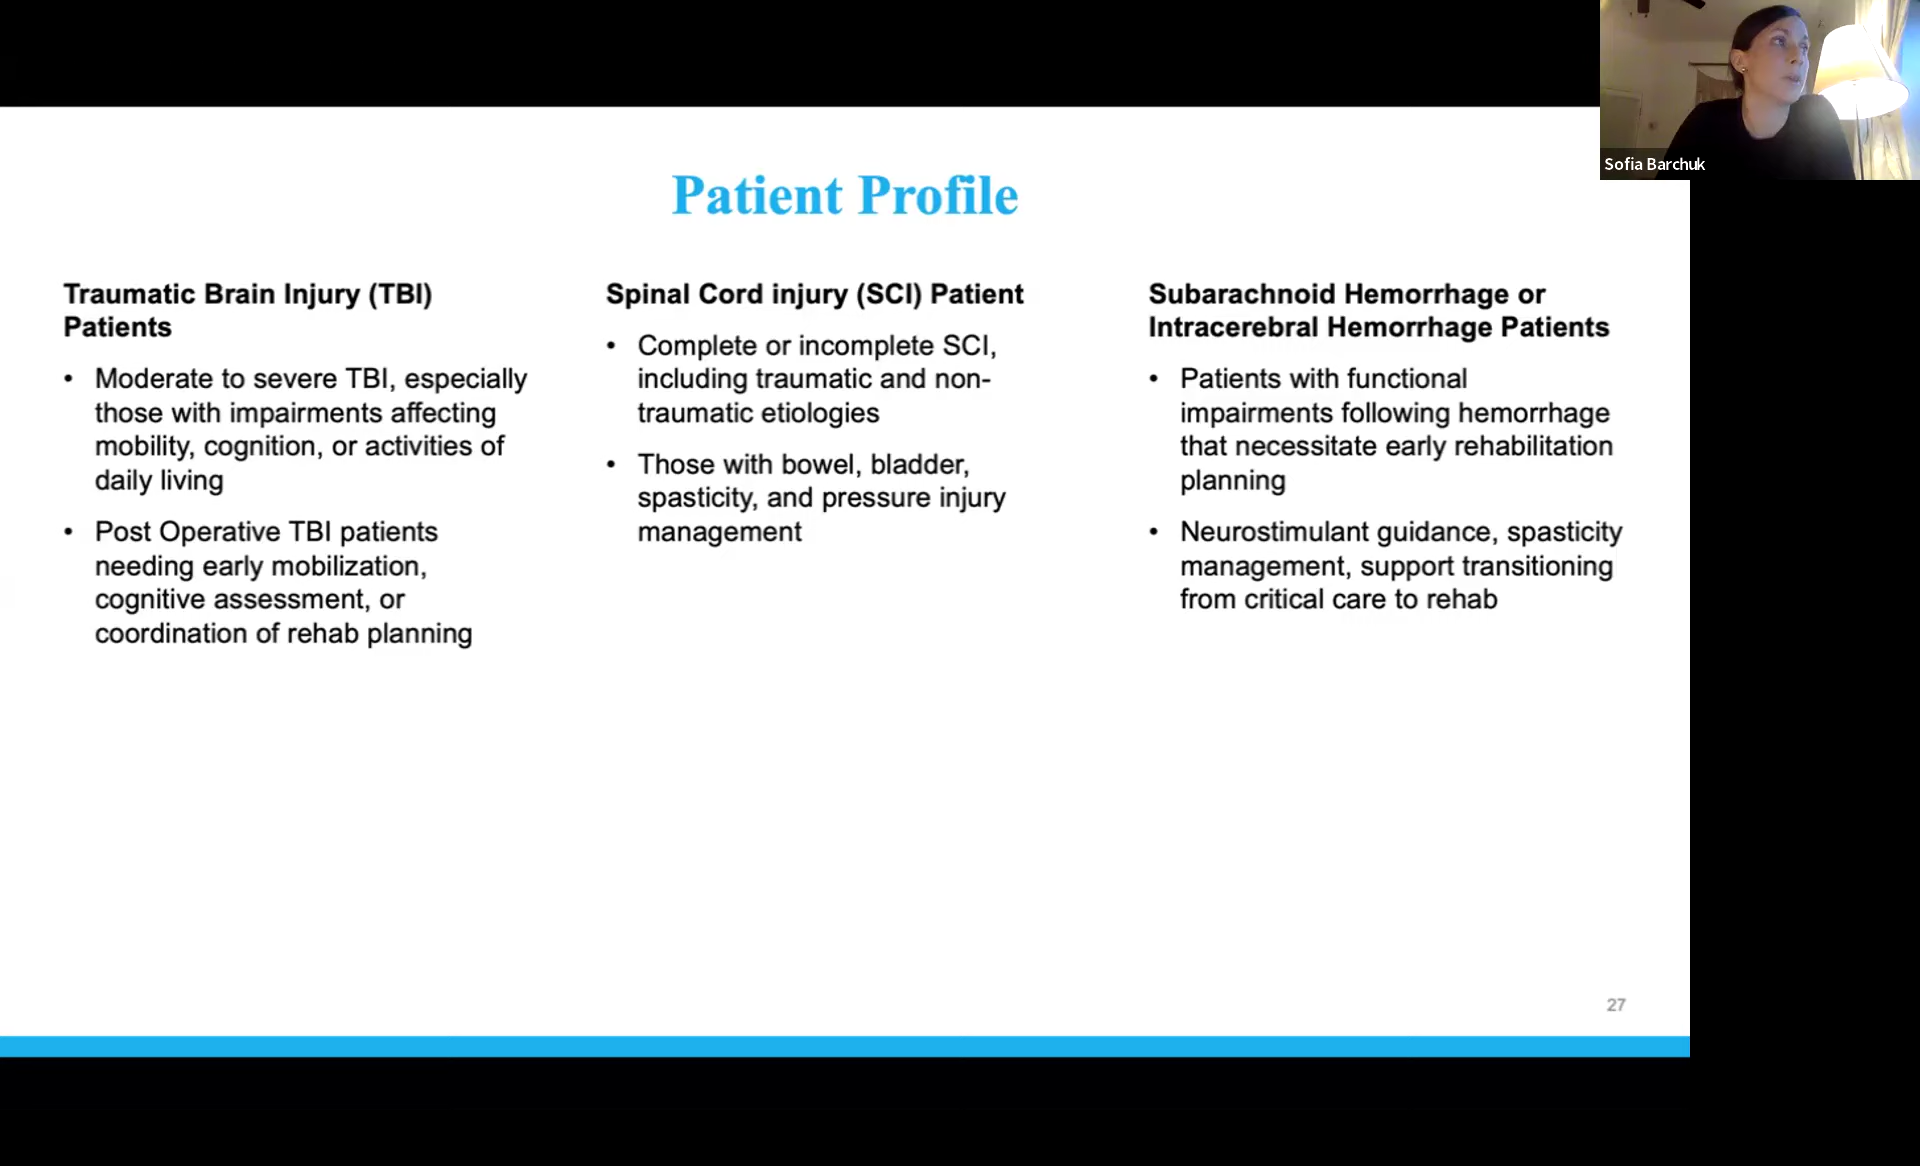 Sofia Barchuk
Patient Profile
Traumatic Brain Injury (TBI)
Patients
• Moderate to severe TBI, especially
those with impairments affecting
mobility, cognition, or activities of
daily living
• Post Operative TBI patients
needing early mobilization,
cognitive assessment, or
coordination of rehab planning
Spinal Cord injury (SCI) Patient
• Complete or incomplete SCI,
including traumatic and non-
traumatic etiologies
• Those with bowel, bladder,
spasticity, and pressure injury
management
Subarachnoid Hemorrhage or
Intracerebral Hemorrhage Patients
• Patients with functional
impairments following hemorrhage
that necessitate early rehabilitation
planning
• Neurostimulant guidance, spasticity
management, support transitioning
from critical care to rehab
27